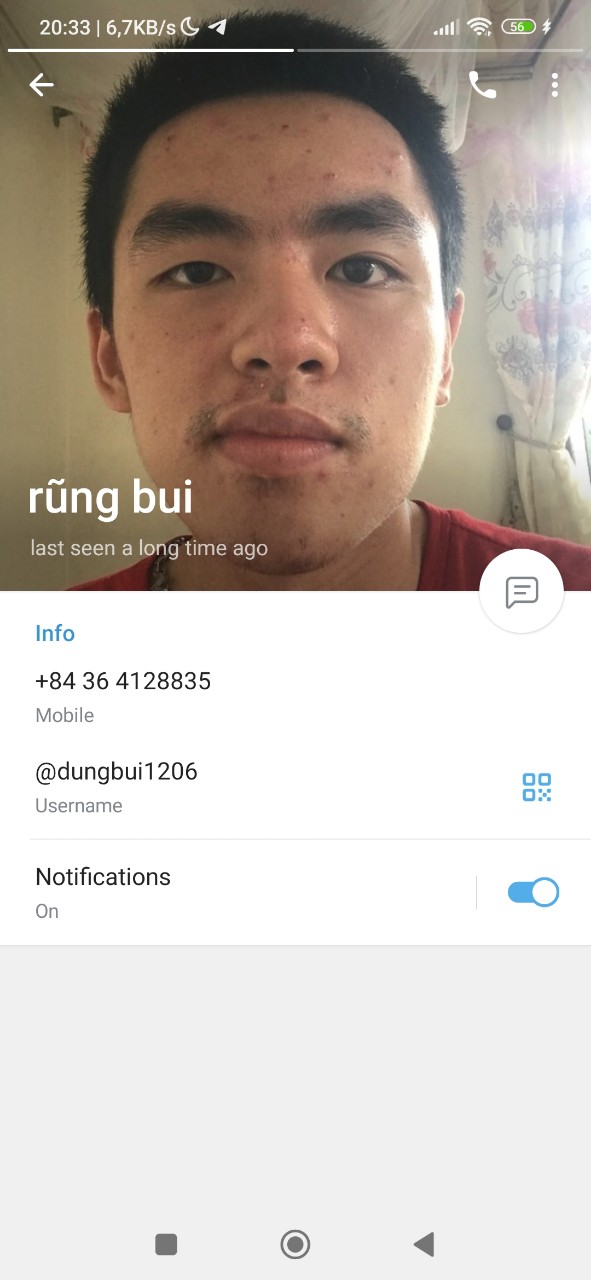 20:33 | 6,7KB/s
56
rũng bui
last seen a long time ago
Info
+84 36 4128835
Mobile
@dungbui1206
Username
Notifications
On